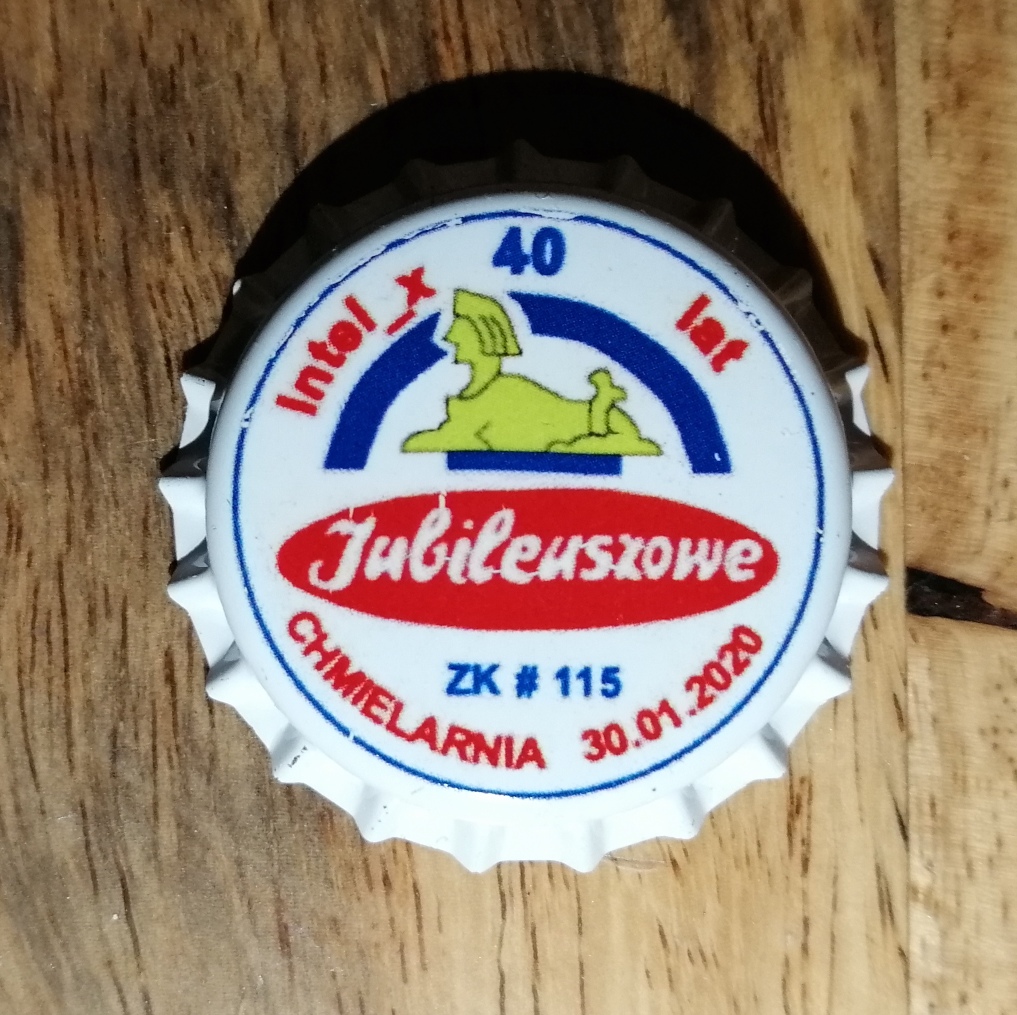 40
Intel_x lat
Jubileuszowe
ZK # 115
CHMIELARNIA 30.01.2020